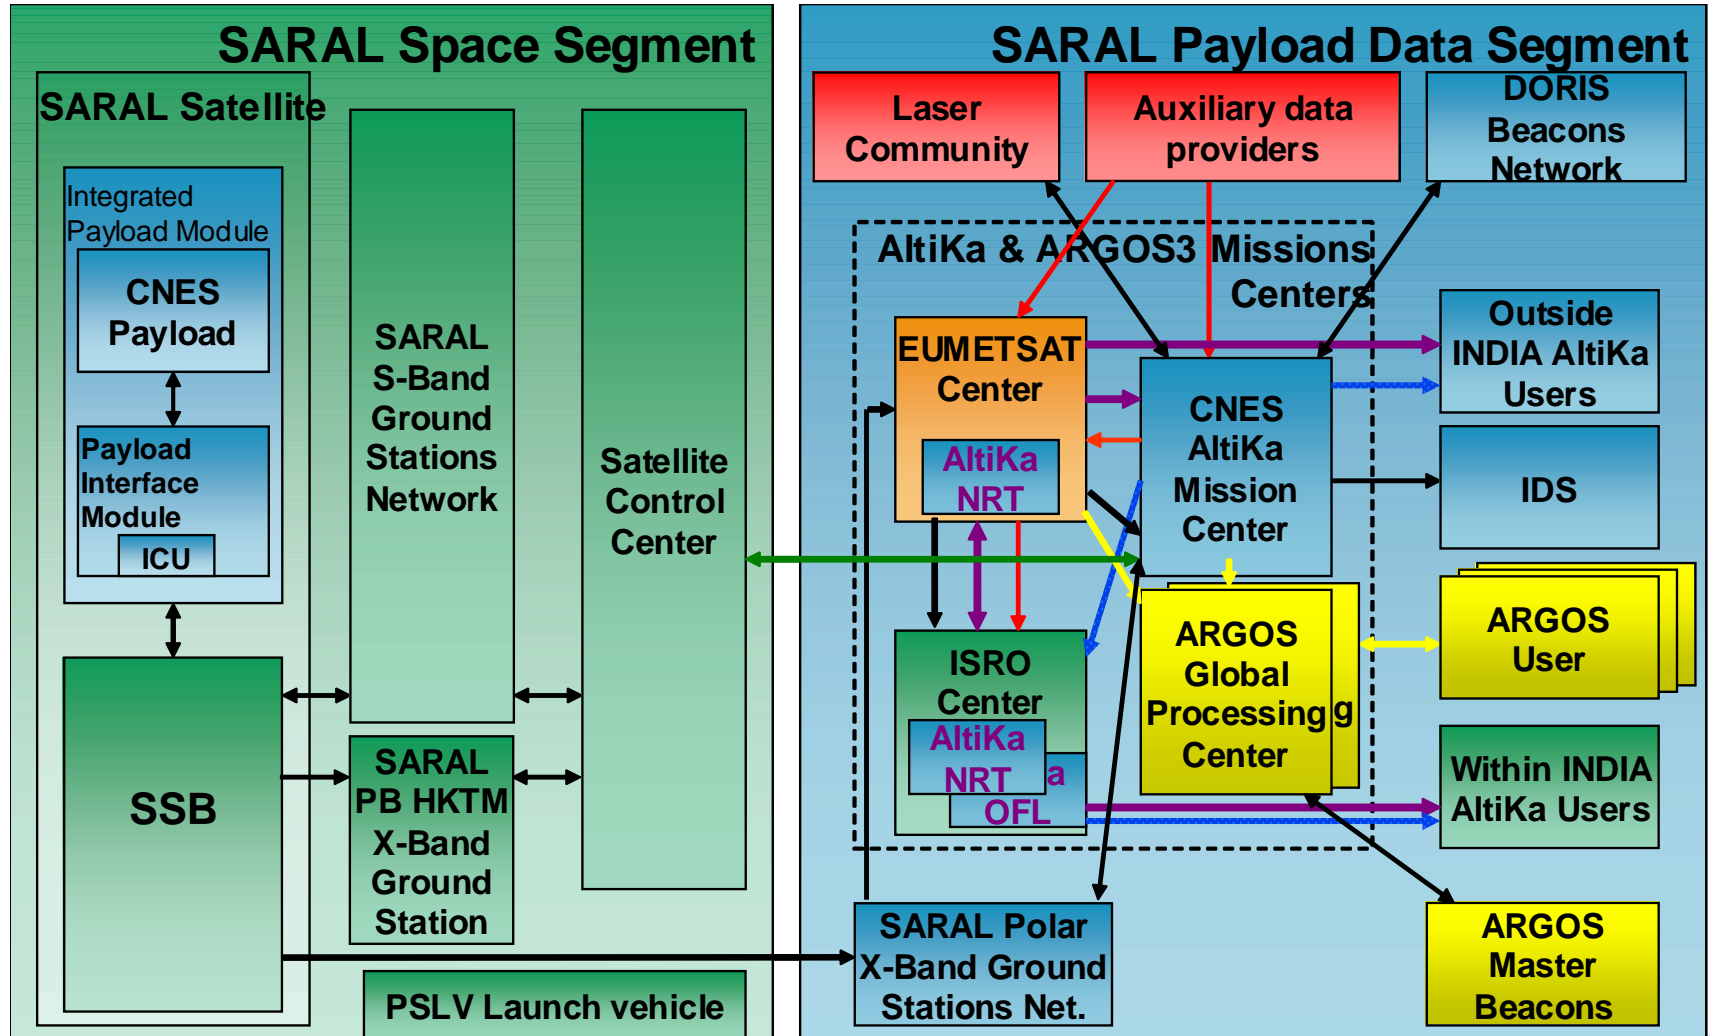 SARAL Space Segment
SARAL Satellite
Integrated
Payload Module
CNES
Payload
Payload
Interface
Module
ICU
SSB
SARAL
S-Band
Ground
Stations
Network
SARAL
PB HKTM
X-Band
Ground
Station
Satellite
Control
Center
PSLV Launch vehicle
SARAL Payload Data Segment
Laser
Community
Auxiliary data
providers
DORIS
Beacons
Network
AltiKa & ARGOS3 Missions
Centers
EUMETSAT
Center
AltiKa
NRT
CNES
AltiKa
Mission
Center
ISRO
Center
AltiKa
NRT
a
OFL
ARGOS
Global
Processing
g
Center
Outside
INDIA AltiKa
Users
IDS
ARGOS
User
Within INDIA
AltiKa Users
SARAL Polar
X-Band Ground
Stations Net.
ARGOS
Master
Beacons